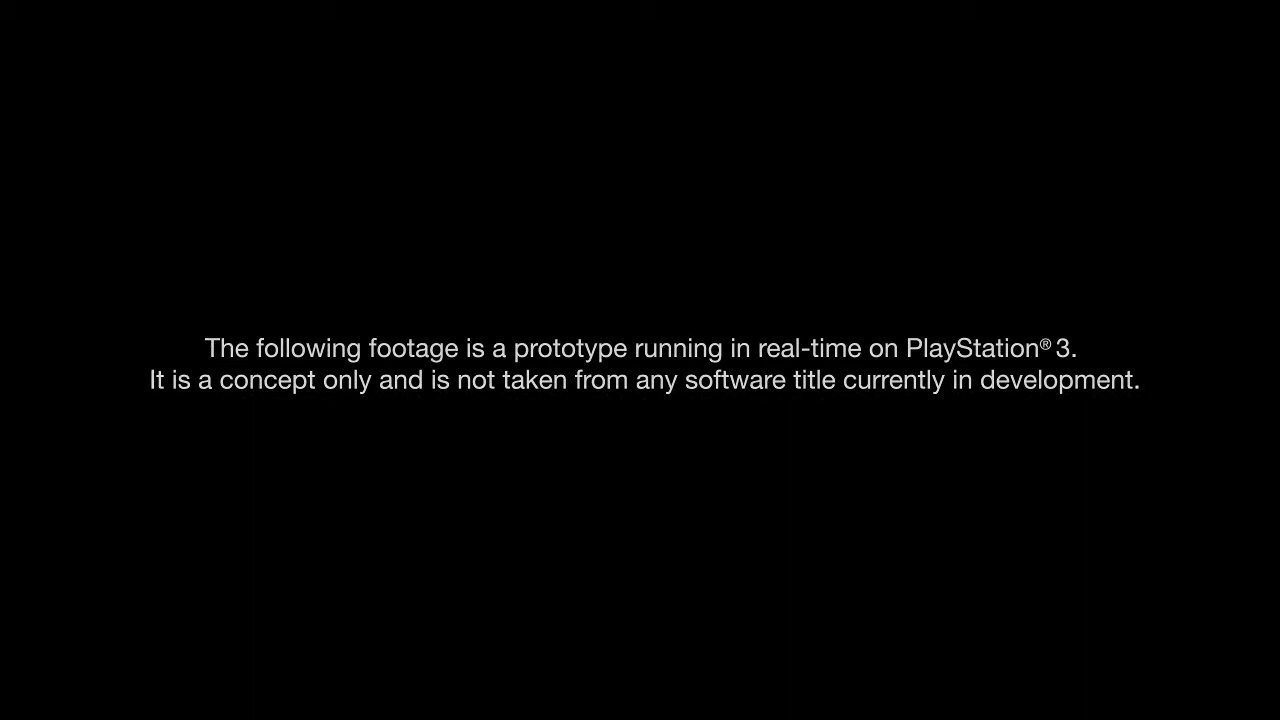 The following footage is a prototype running in real-time on PlayStation® 3.
It is a concept only and is not taken from any software title currently in development.